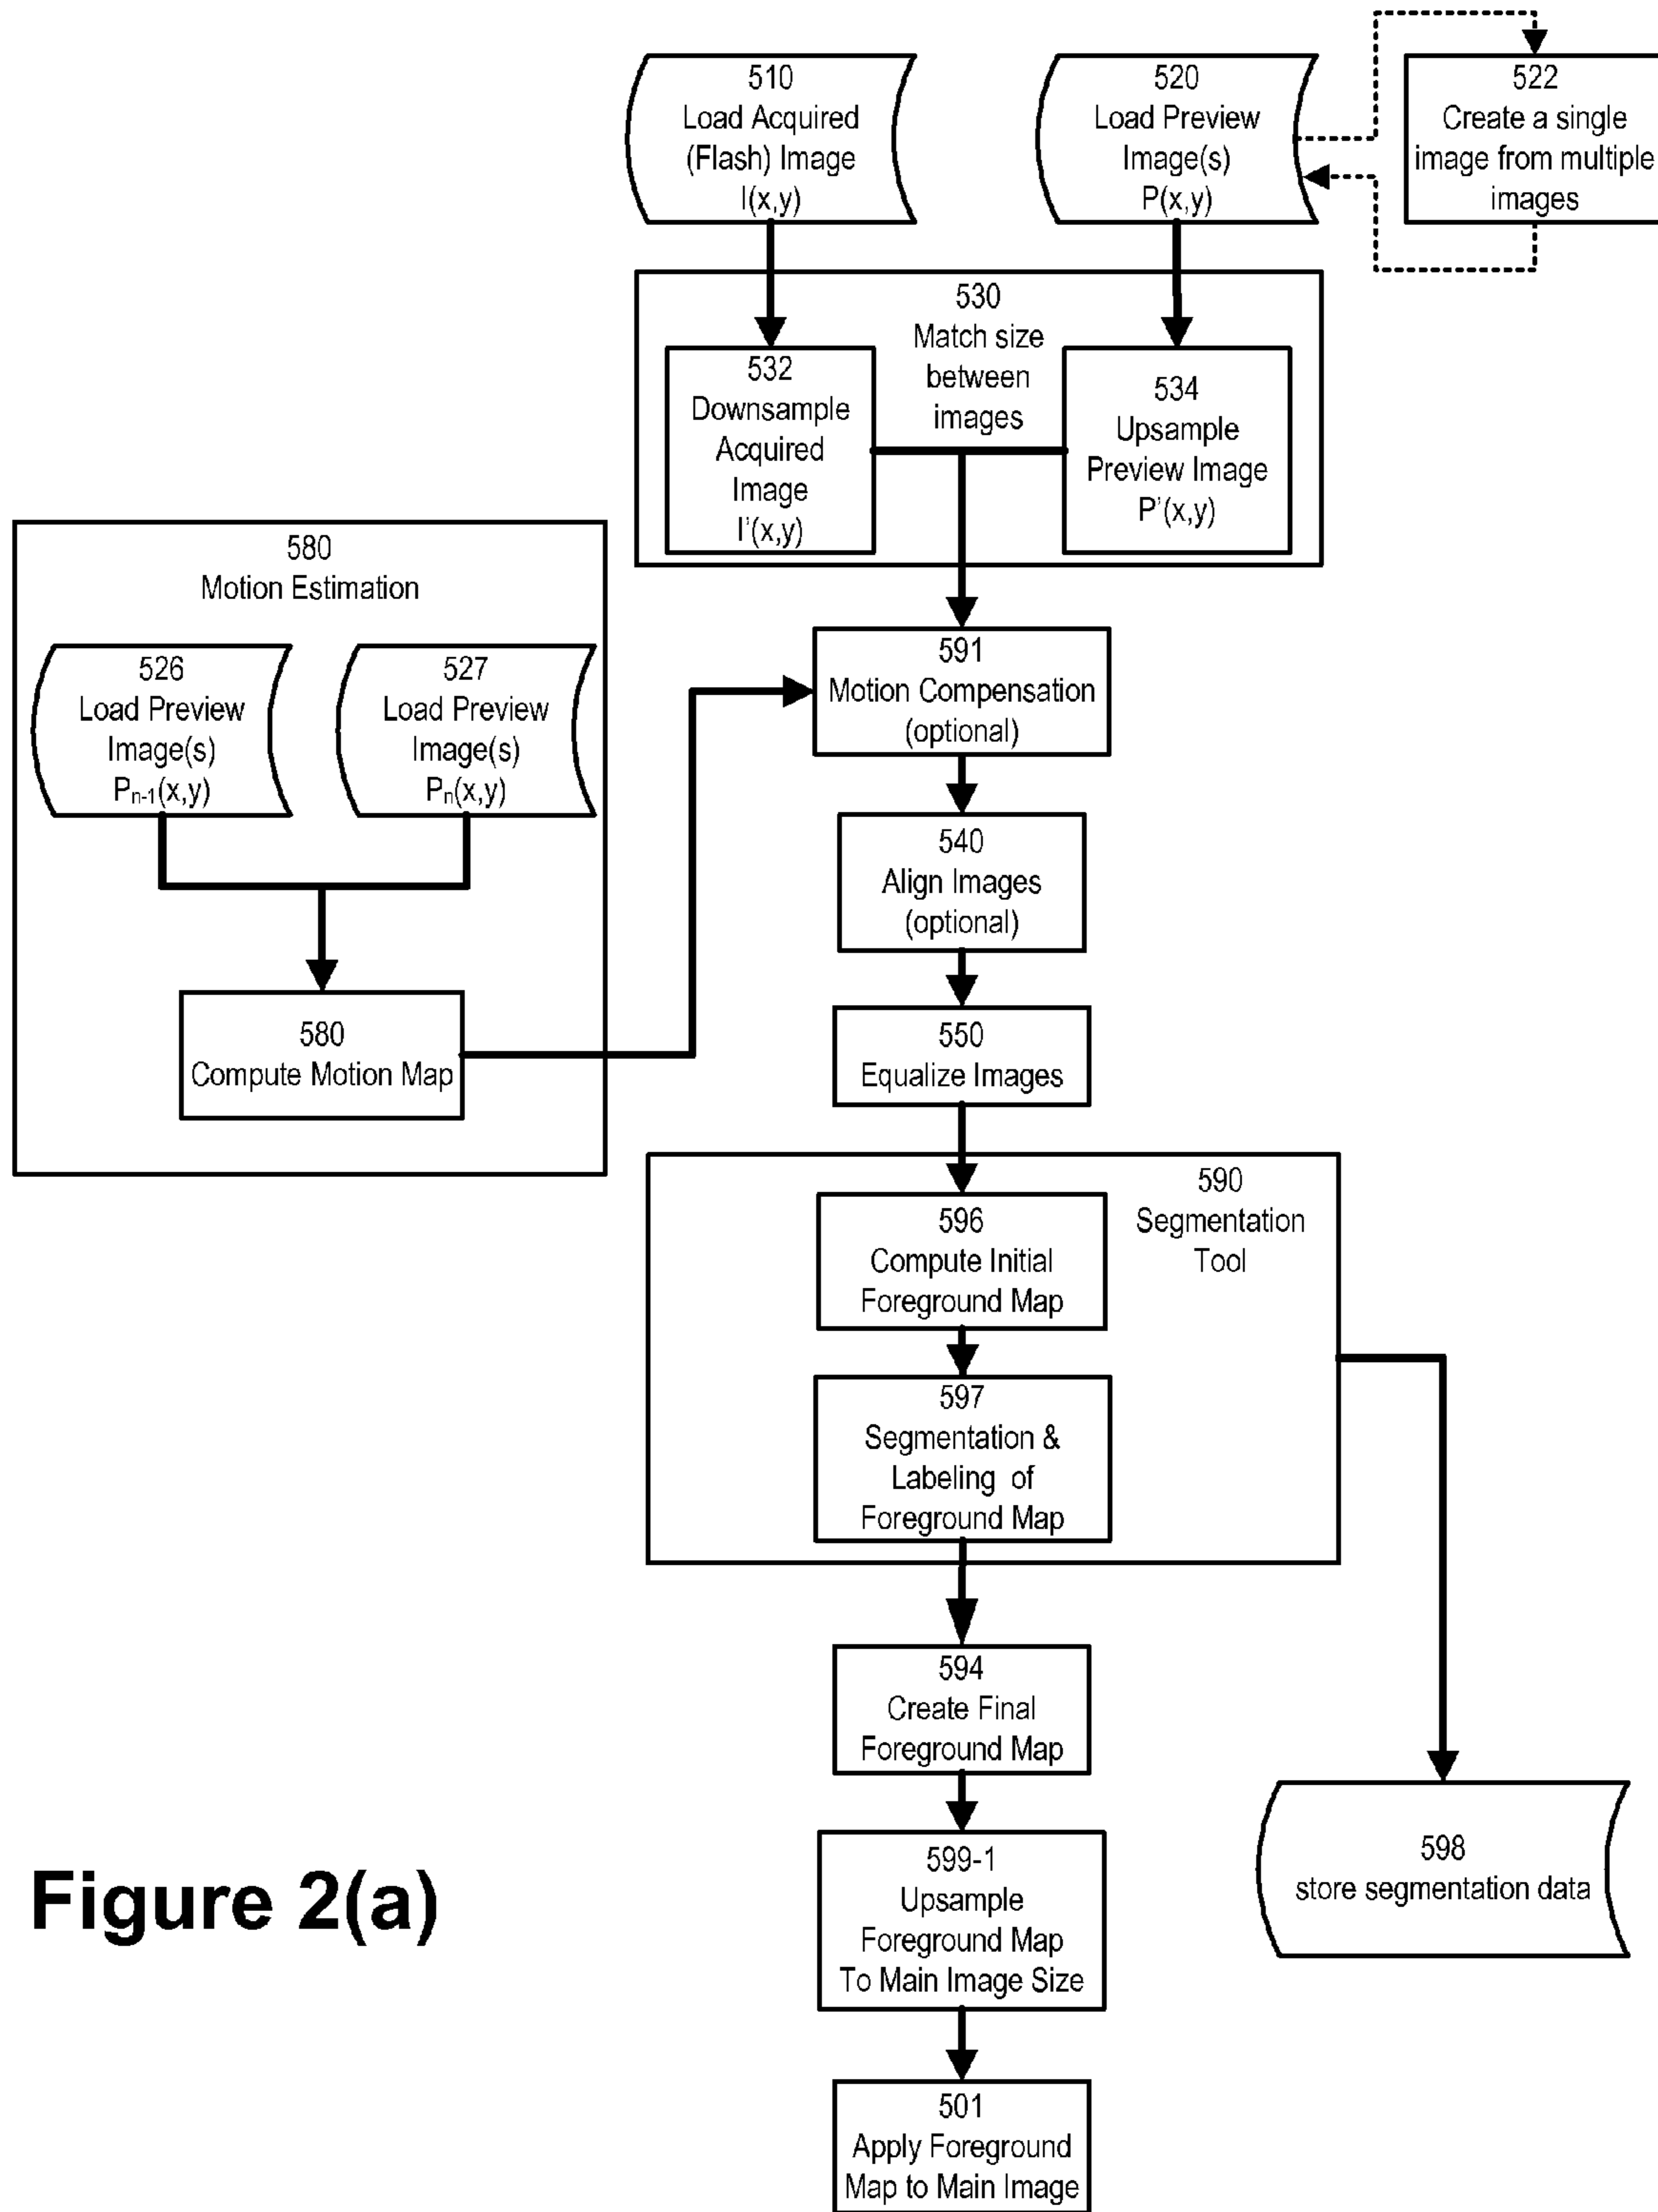 510
Load Acquired
(Flash) Image
I(x,y)
520
Load Preview
Image(s)
P(x,y)
522
Create a single
image from multiple
images
530
Match size
between
images
532
Downsample
Acquired
Image
I'(x,y)
534
Upsample
Preview Image
P'(x,y)
580
Motion Estimation
526
Load Preview
Image(s)
Pn-1(x,y)
527
Load Preview
Image(s)
Pn(x,y)
580
Compute Motion Map
591
Motion Compensation
(optional)
540
Align Images
(optional)
550
Equalize Images
590
Segmentation
Tool
596
Compute Initial
Foreground Map
597
Segmentation &
Labeling of
Foreground Map
594
Create Final
Foreground Map
598
store segmentation data
599-1
Upsample
Foreground Map
To Main Image Size
501
Apply Foreground
Map to Main Image
Figure 2(a)